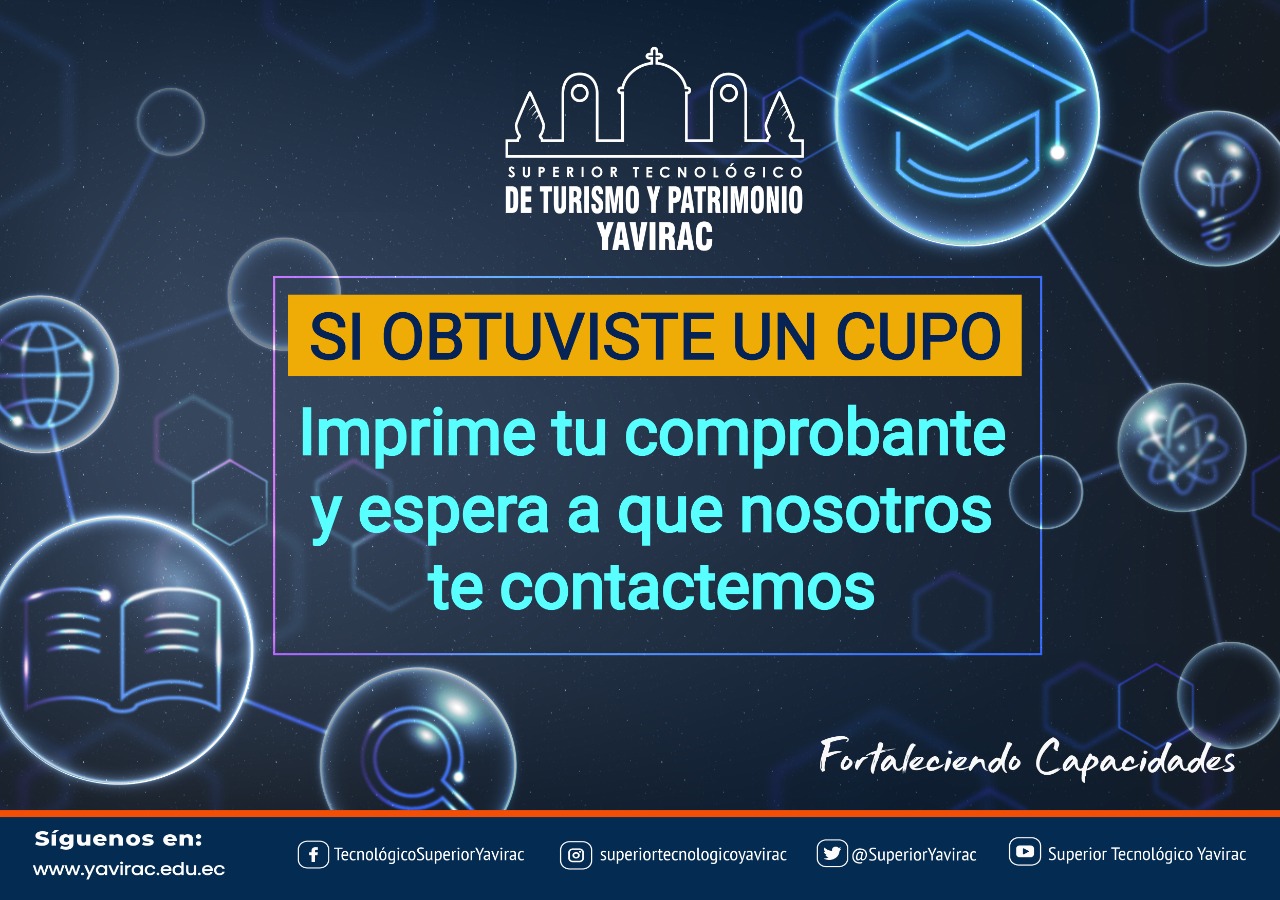 SUPERIOR TECNOLÓGICO
DE TURISMO Y PATRIMONIO
YAVIRAC
SI OBTUVISTE UN CUPO
Imprime tu comprobante
y espera a que nosotros
te contactemos
Fortaleciendo Capacidades
Síguenos en:
www.yavirac.edu.ec
TecnológicoSuperiorYavirac
superiortecnologicoyavirac
@SuperiorYavirac
Superior Tecnológico Yavirac